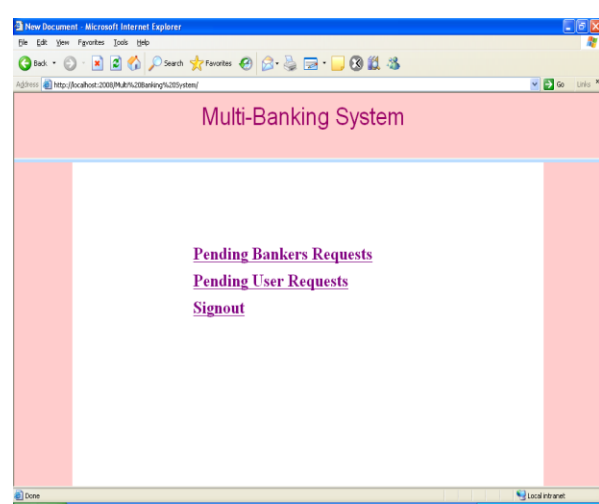 New Document - Microsoft Internet Explorer
File Edit View Favorites Tools Help
Back Search Favorites
Address http://localhost:2008/Multi%20Banking%20System/ Go Links »
Multi-Banking System
Pending Bankers Requests
Pending User Requests
Signout
Done Local intranet